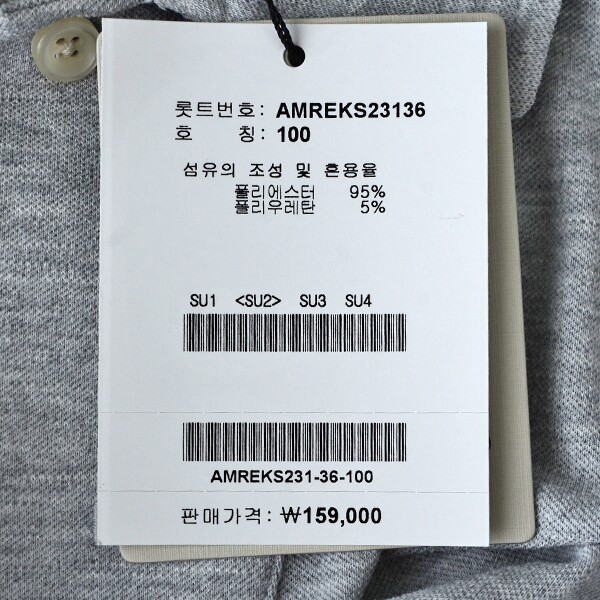 롯트번호: AMREKS23136
호 칭: 100
섬유의 조성 및 혼용율
폴리에스터 95%
폴리우레탄 5%
SU1 <SU2> SU3 SU4
AMREKS231-36-100
판매가격: ₩159,000